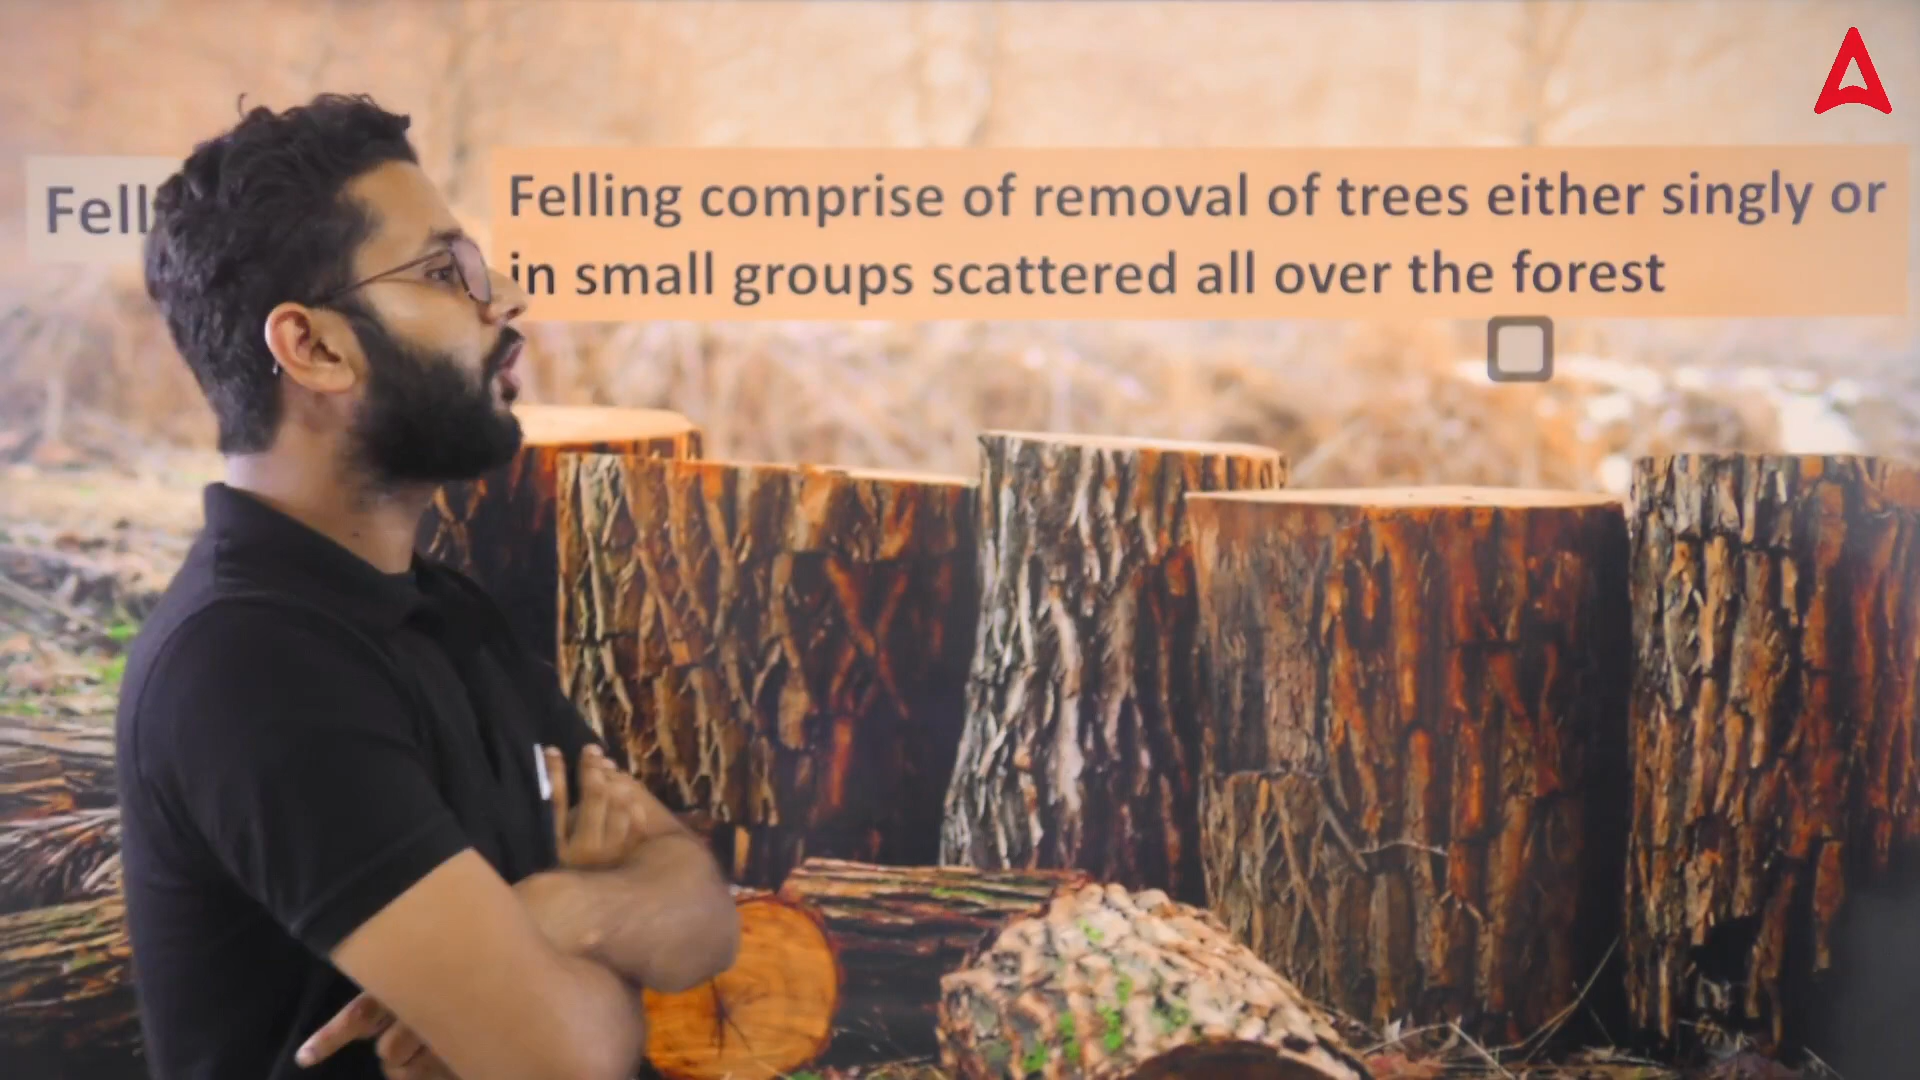 Fell
Felling comprise of removal of trees either singly or
in small groups scattered all over the forest